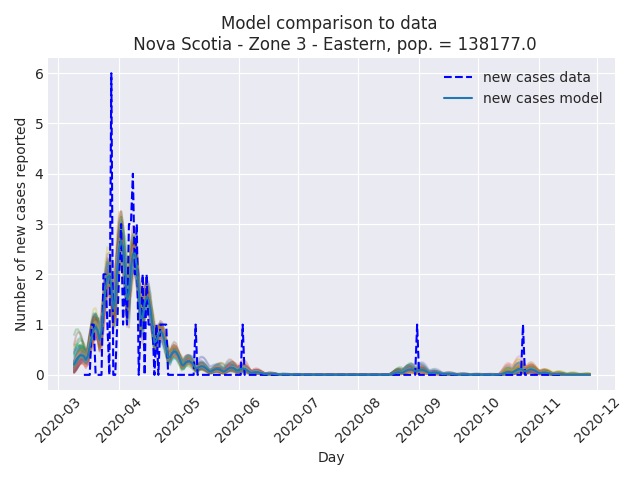 Model comparison to data
Nova Scotia - Zone 3 - Eastern, pop. = 138177.0
new cases data
new cases model
Number of new cases reported
6
5
4
3
2
1
0
2020-03
2020-04
2020-05
2020-06
2020-07
2020-08
2020-09
2020-10
2020-11
2020-12
Day